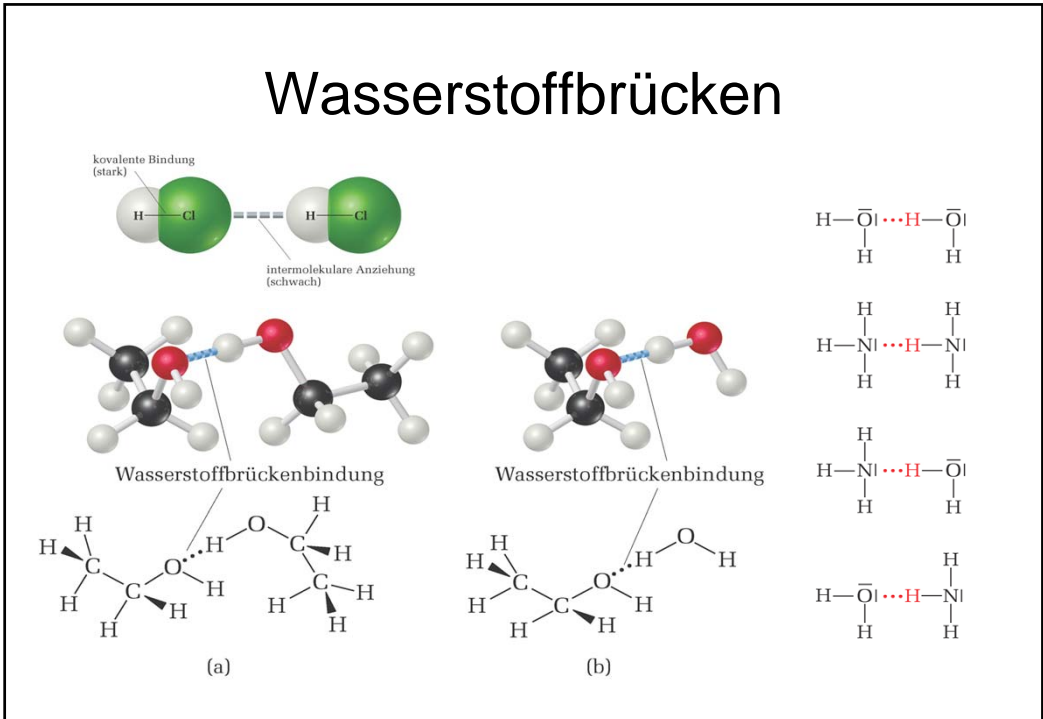 Wasserstoffbrücken
kovalente Bindung
(stark)
H Cl H Cl
intermolekulare Anziehung
(schwach)
Wasserstoffbrückenbindung
H
H
C
H
C
H
H
O
H
H
O
C
H
H
C
H
H
H
(a)
Wasserstoffbrückenbindung
H
H
C
H
C
H
H
O
H
H
O
H
(b)
H—O̅|···H—O̅|
H H
H H
H—N|···H—N|
H H
H
H—N|···H—O̅|
H H
H
H—O̅|···H—N|
H H